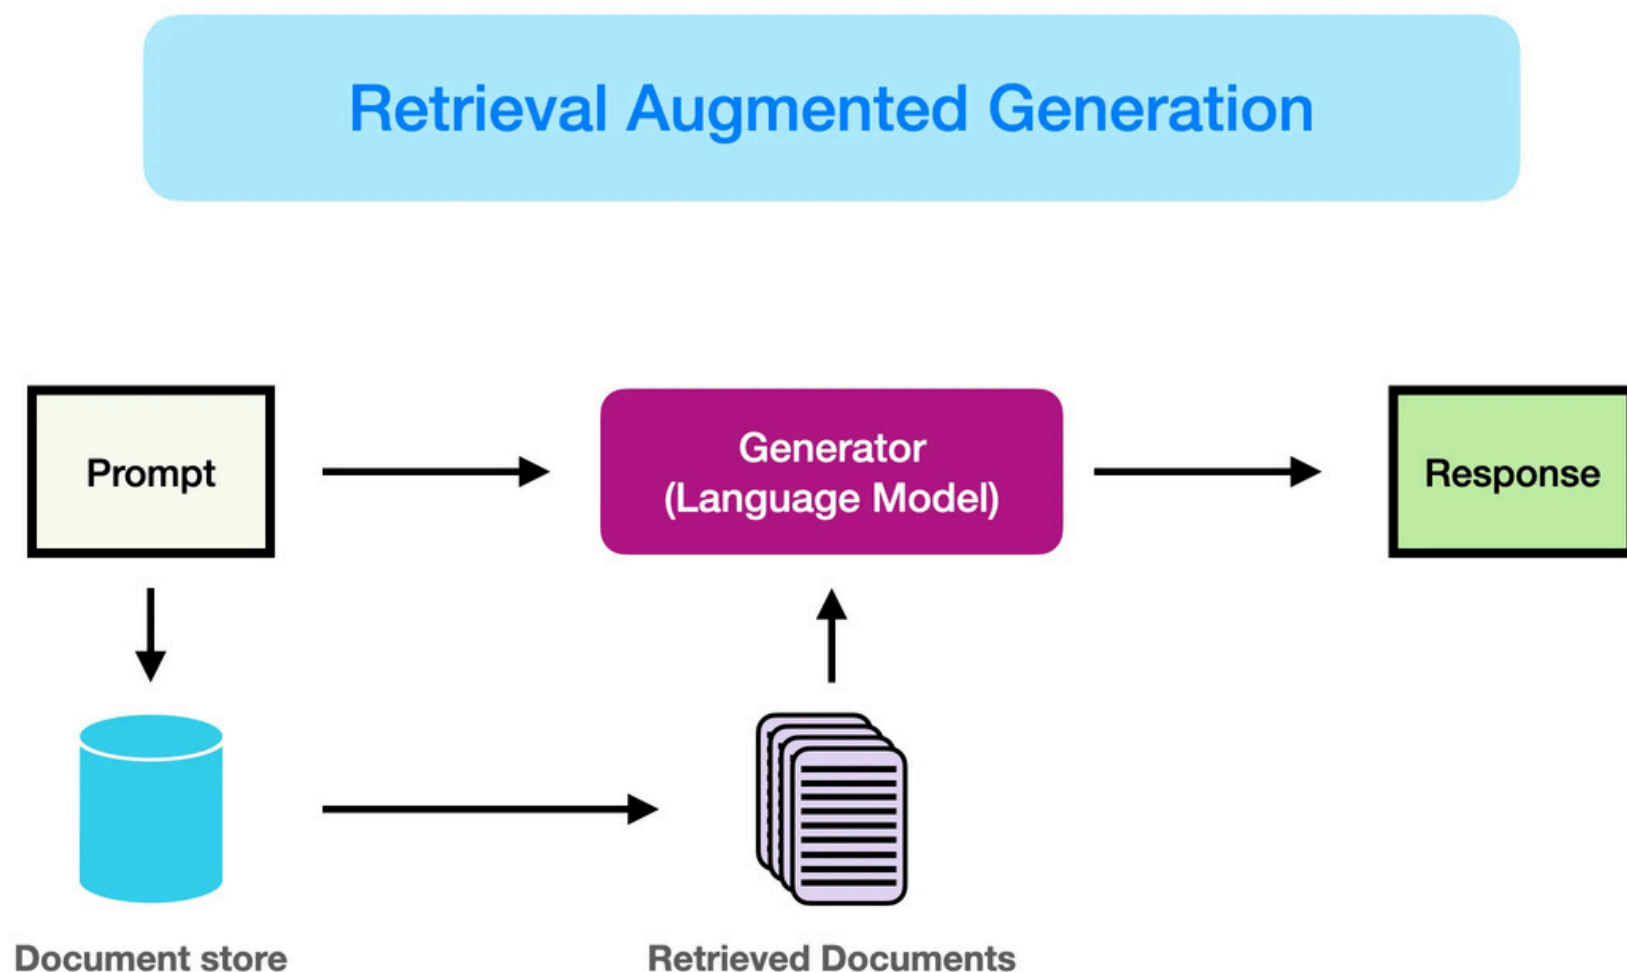 Retrieval Augmented Generation
Prompt
Generator
(Language Model)
Response
Document store
Retrieved Documents